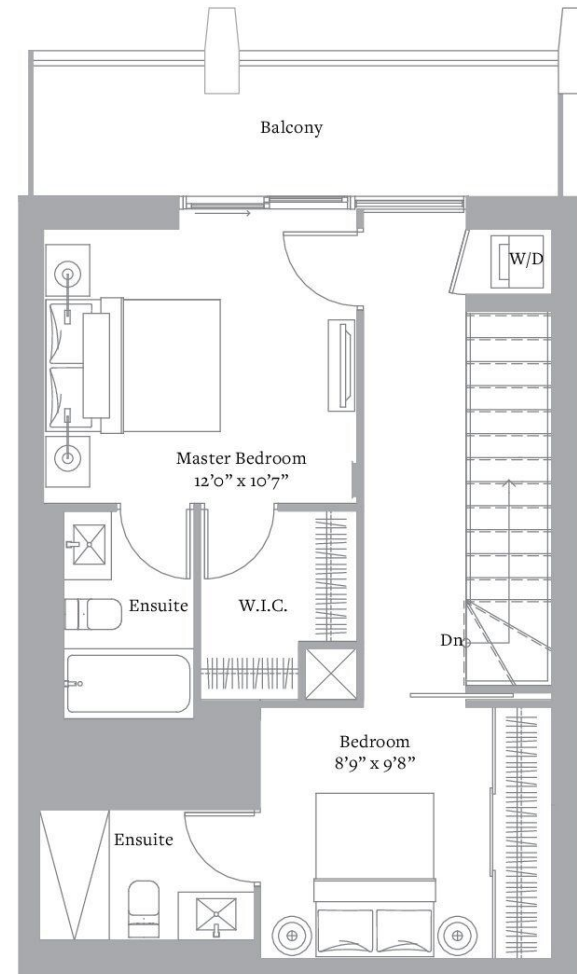 Balcony
W/D
Master Bedroom
12’0” x 10’7”
Ensuite
W.I.C.
Dn
Bedroom
8’9” x 9’8”
Ensuite